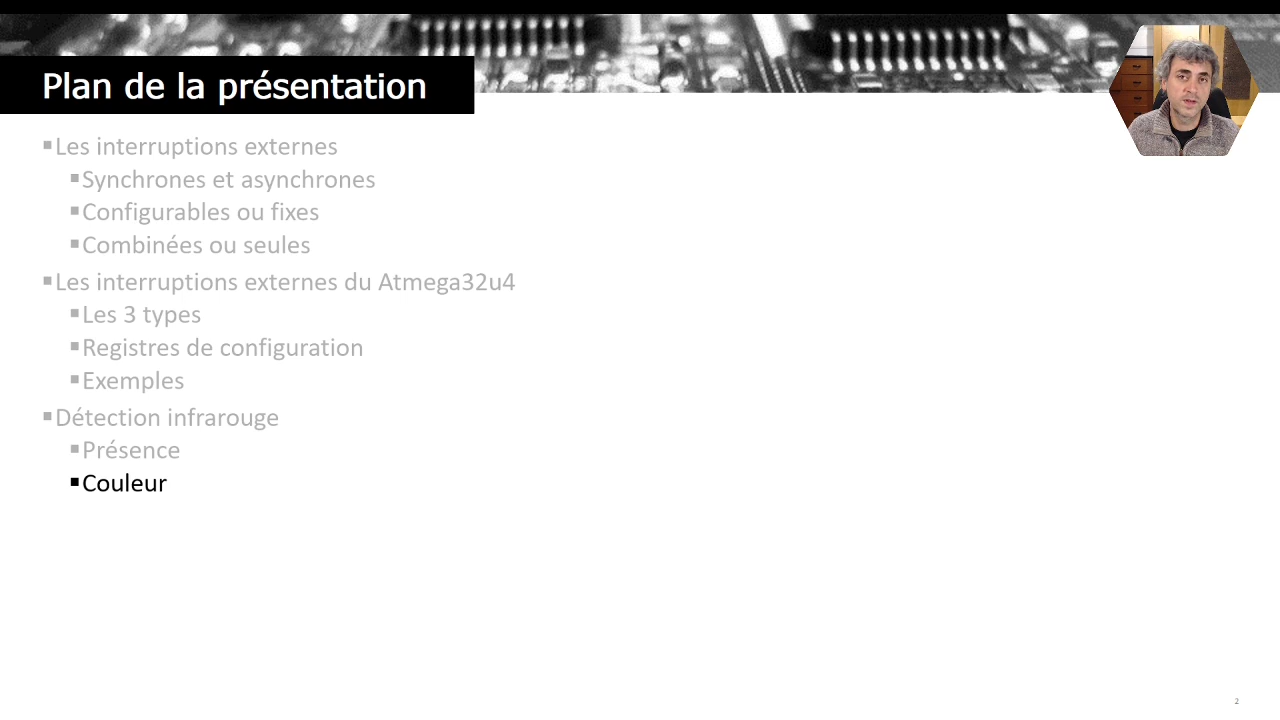 Plan de la présentation
▪Les interruptions externes
▪Synchrones et asynchrones
▪Configurables ou fixes
▪Combinées ou seules
▪Les interruptions externes du Atmega32u4
▪Les 3 types
▪Registres de configuration
▪Exemples
▪Détection infrarouge
▪Présence
▪Couleur
2